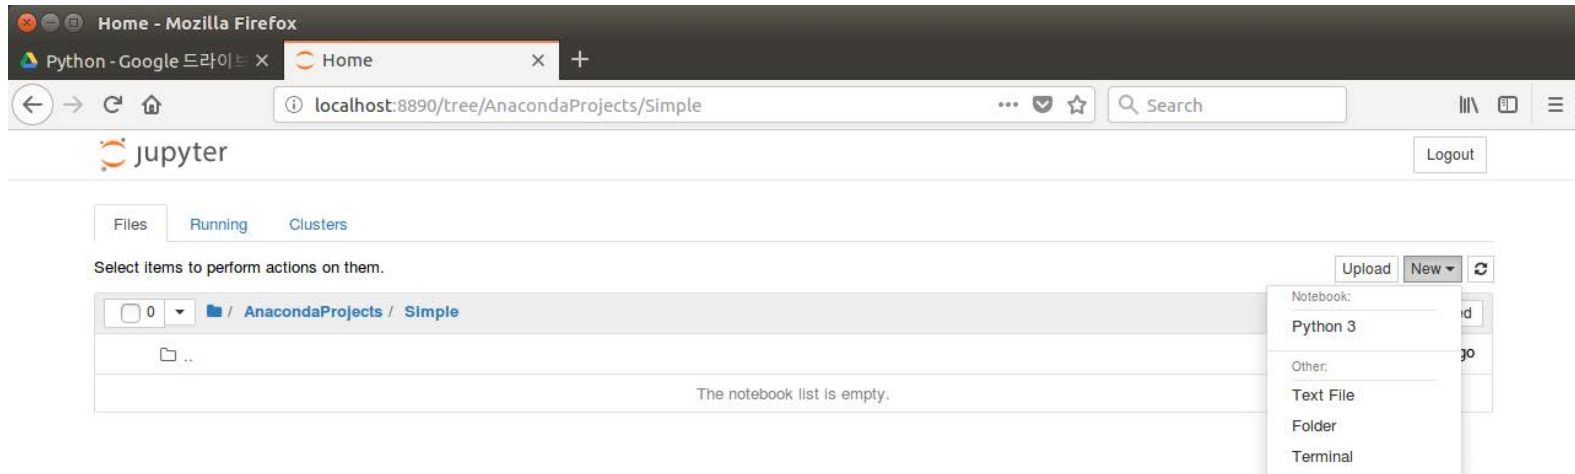 Home - Mozilla Firefox
Python - Google 드라이브
Home
localhost:8890/tree/AnacondaProjects/Simple
Search
jupyter
Logout
Files Running Clusters
Select items to perform actions on them.
Upload New
0 / AnacondaProjects / Simple
Notebook:
Python 3
..
Other:
The notebook list is empty.
Text File
Folder
Terminal